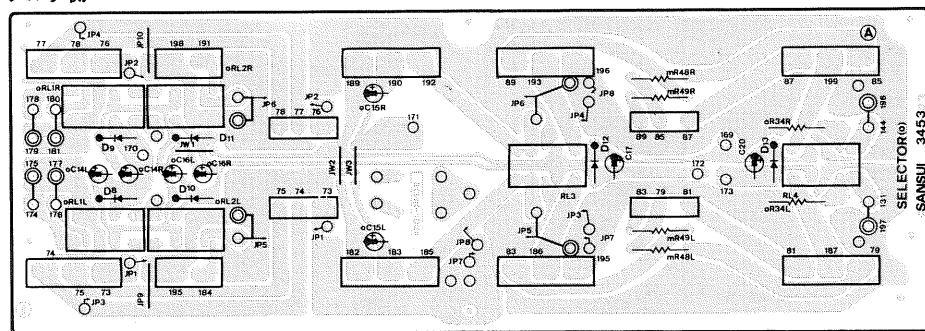 JP4
77 78 76 JP10 198 191
JP2 oRL2R
oRL1R
178 180
JP6
179 181
D9 170 JW1 D11
175 177 oC14L oC14R oC16L oC16R
174 176
D8 D10
oRL1L oRL2L
JP5
74 JP1
75 73 JP9 195 184
JP3
189 190 192
oC15R
JP2
78 77 76
171
JW2 JW3
75 74 73
JP1
oC15L
182 183 185
JP8
JP7
89 193 196
JP6 JP8
JP4
D12 C17
RL3
JP3
JP5 JP7
83 186 195
mR48R
mR49R
89 85 87
169
172
173
83 79 81
mR49L
mR48L
A
87 199 85
198
oR34R 144
C20 D13
RL4
oR34L
131
197
81 187 79
SELECTOR(o)
SANSUI 3453